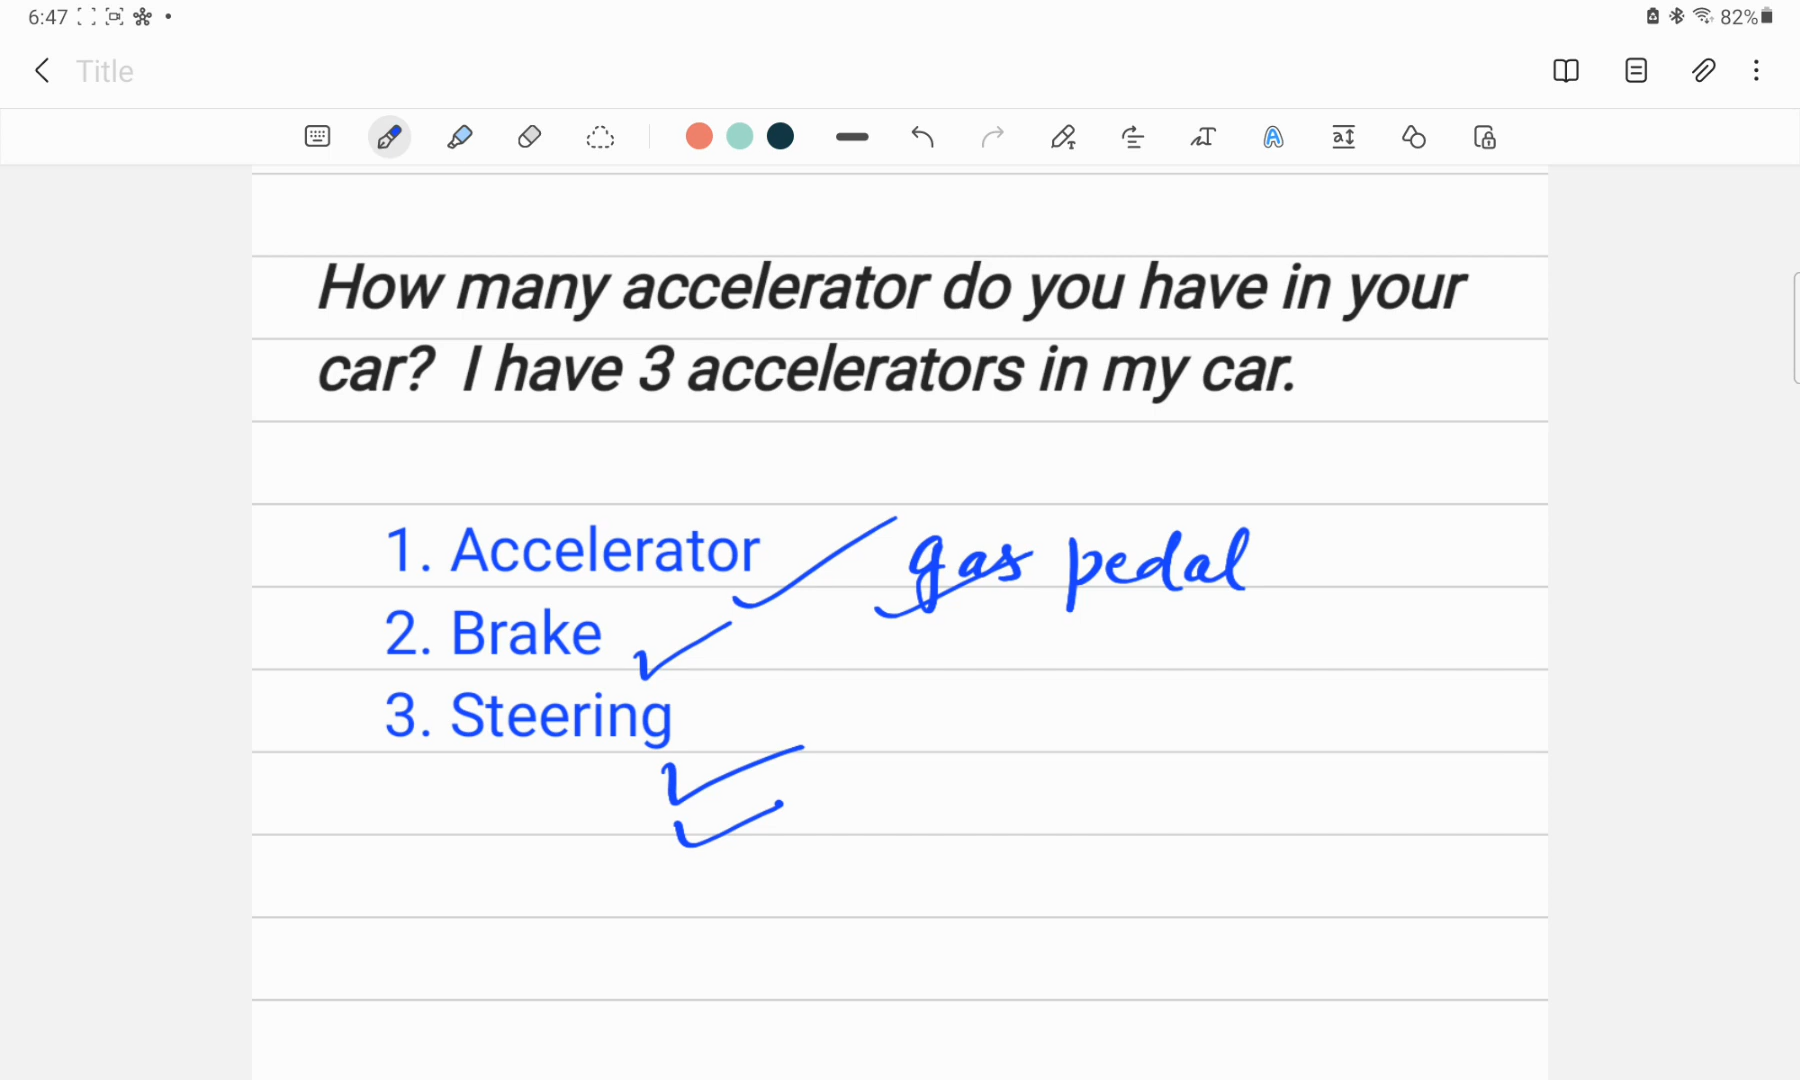 6:47
82%
Title
How many accelerator do you have in your
car? I have 3 accelerators in my car.
1. Accelerator gas pedal
2. Brake
3. Steering